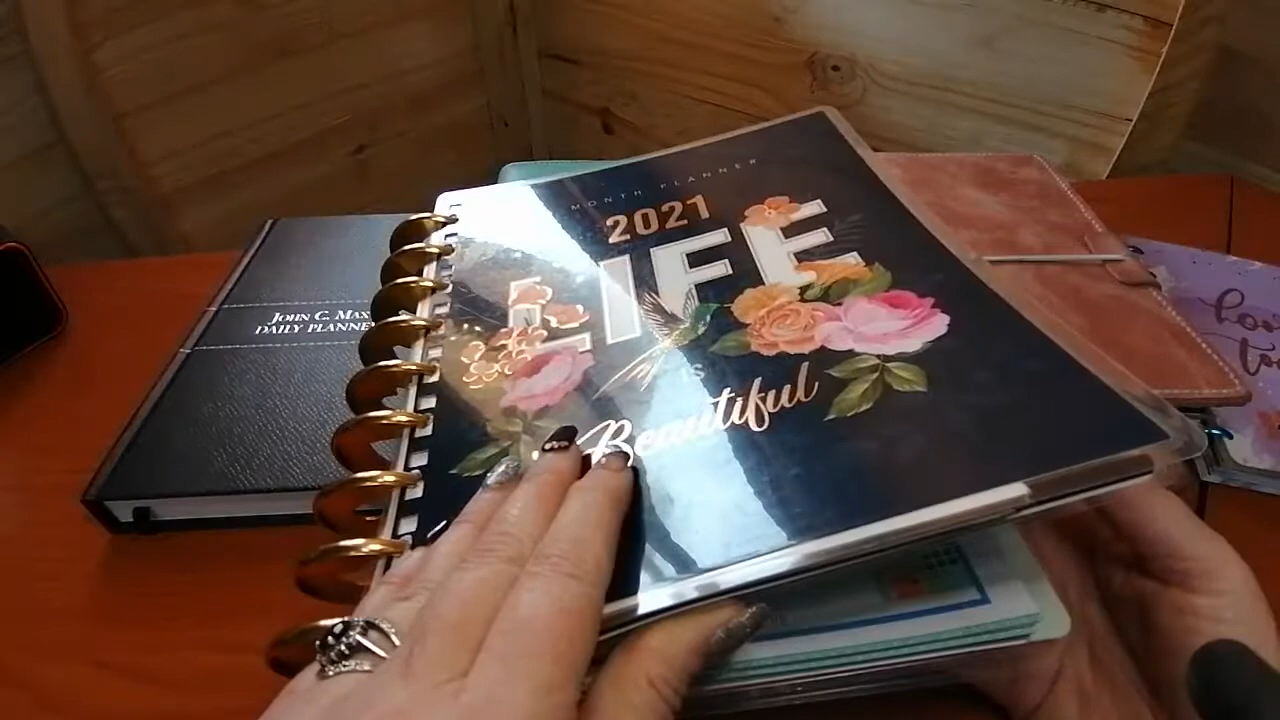 MONTH PLANNER
2021
LIFE
IS
Beautiful
JOHN C. MAX
DAILY PLANNE